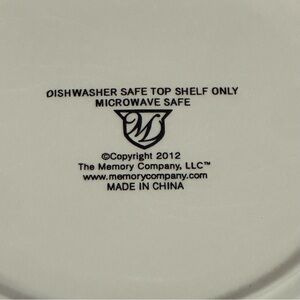 DISHWASHER SAFE TOP SHELF ONLY
MICROWAVE SAFE
M
©Copyright 2012
The Memory Company, LLC™
www.memorycompany.com
MADE IN CHINA